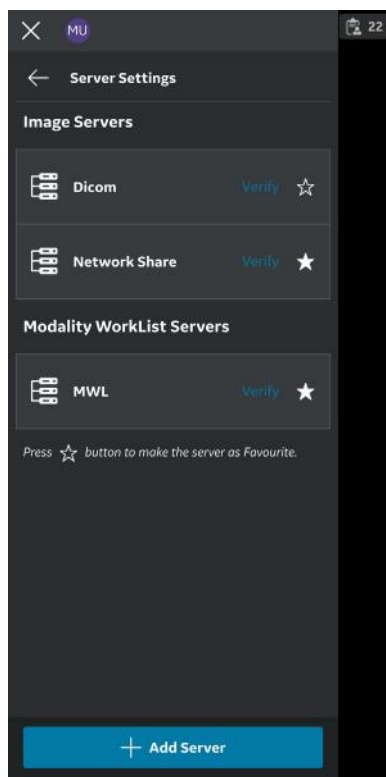 MU
22
Server Settings
Image Servers
Dicom Verify
Network Share Verify
Modality WorkList Servers
MWL Verify
Press ☆ button to make the server as Favourite.
+ Add Server